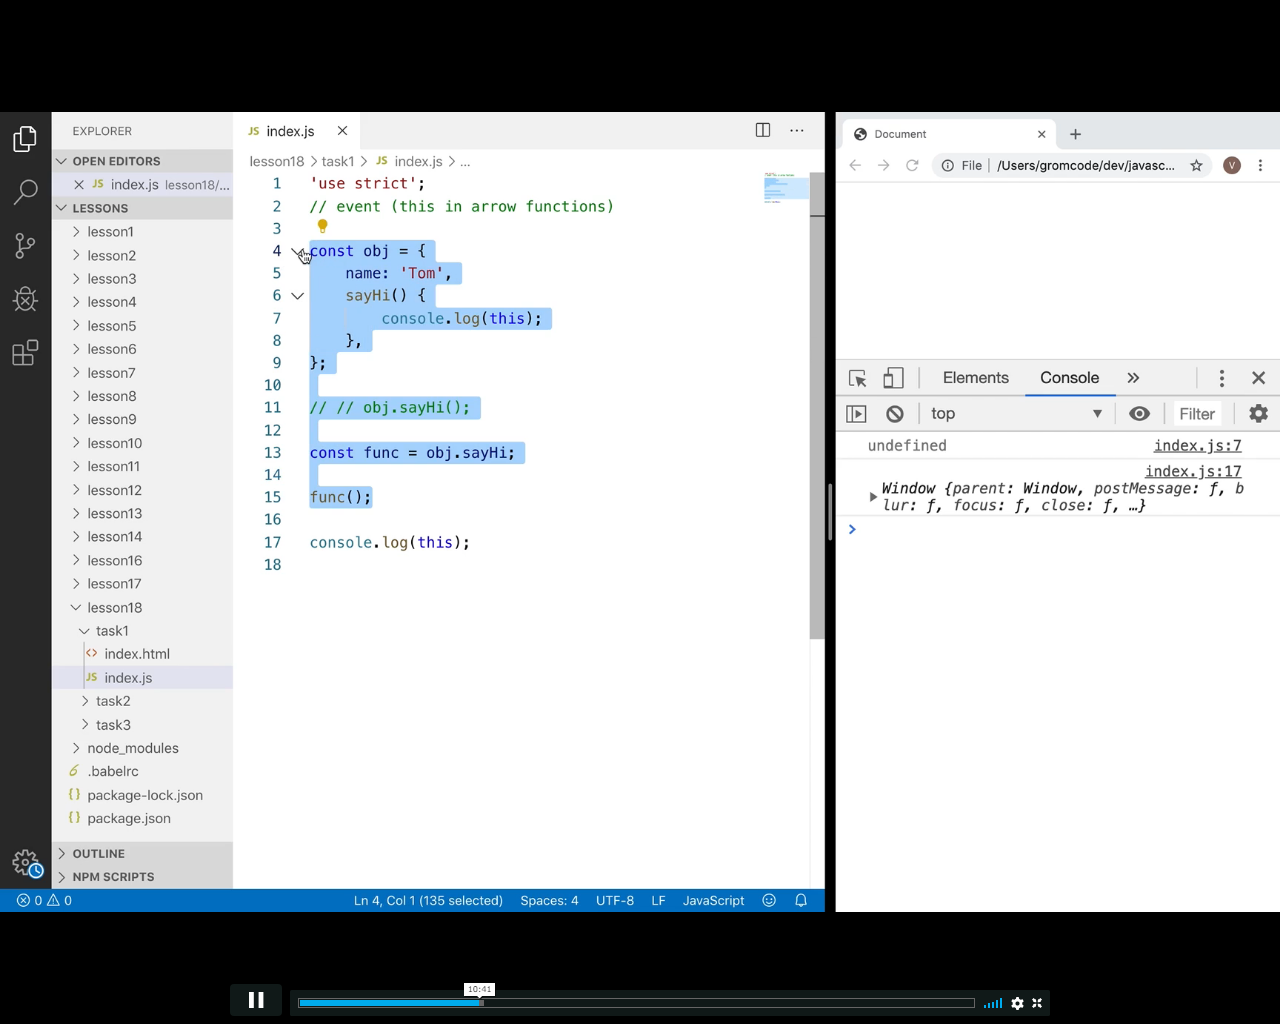 EXPLORER
OPEN EDITORS
JS index.js lesson18/...
LESSONS
lesson1
lesson2
lesson3
lesson4
lesson5
lesson6
lesson7
lesson8
lesson9
lesson10
lesson11
lesson12
lesson13
lesson14
lesson16
lesson17
lesson18
task1
<> index.html
JS index.js
task2
task3
node_modules
.babelrc
{} package-lock.json
{} package.json
OUTLINE
NPM SCRIPTS
JS index.js
lesson18 > task1 > JS index.js > ...
1 'use strict';
2 // event (this in arrow functions)
3
4 const obj = {
5 name: 'Tom',
6 sayHi() {
7 console.log(this);
8 },
9 };
10
11 // // obj.sayHi();
12
13 const func = obj.sayHi;
14
15 func();
16
17 console.log(this);
18
0 0
Ln 4, Col 1 (135 selected) Spaces: 4 UTF-8 LF JavaScript
Document
File | /Users/gromcode/dev/javasc... V
Elements Console »
top Filter
undefined index.js:7
index.js:17
Window {parent: Window, postMessage: ƒ, b
lur: ƒ, focus: ƒ, close: ƒ, …}
10:41